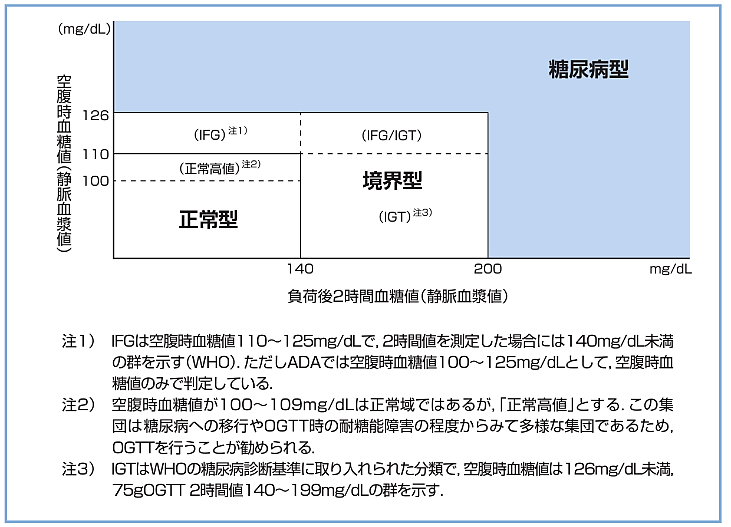 (mg/dL)
糖尿病型
空腹時血糖値(静脈血漿値)
126
(IFG)注1)
(IFG/IGT)
110
(正常高値)注2)
100
境界型
正常型
(IGT)注3)
140
200
mg/dL
負荷後2時間血糖値(静脈血漿値)
注1) IFGは空腹時血糖値110〜125mg/dLで,2時間値を測定した場合には140mg/dL未満
の群を示す(WHO).ただしADAでは空腹時血糖値100〜125mg/dLとして,空腹時血
糖値のみで判定している.
注2) 空腹時血糖値が100〜109mg/dLは正常域ではあるが,「正常高値」とする.この集
団は糖尿病への移行やOGTT時の耐糖能障害の程度からみて多様な集団であるため,
OGTTを行うことが勧められる.
注3) IGTはWHOの糖尿病診断基準に取り入れられた分類で,空腹時血糖値は126mg/dL未満,
75gOGTT 2時間値140〜199mg/dLの群を示す.